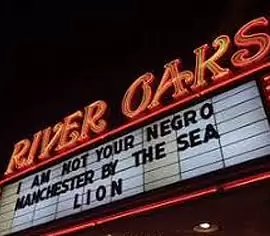 RIVER OAKS
I AM NOT YOUR NEGRO
MANCHESTER BY THE SEA
LION